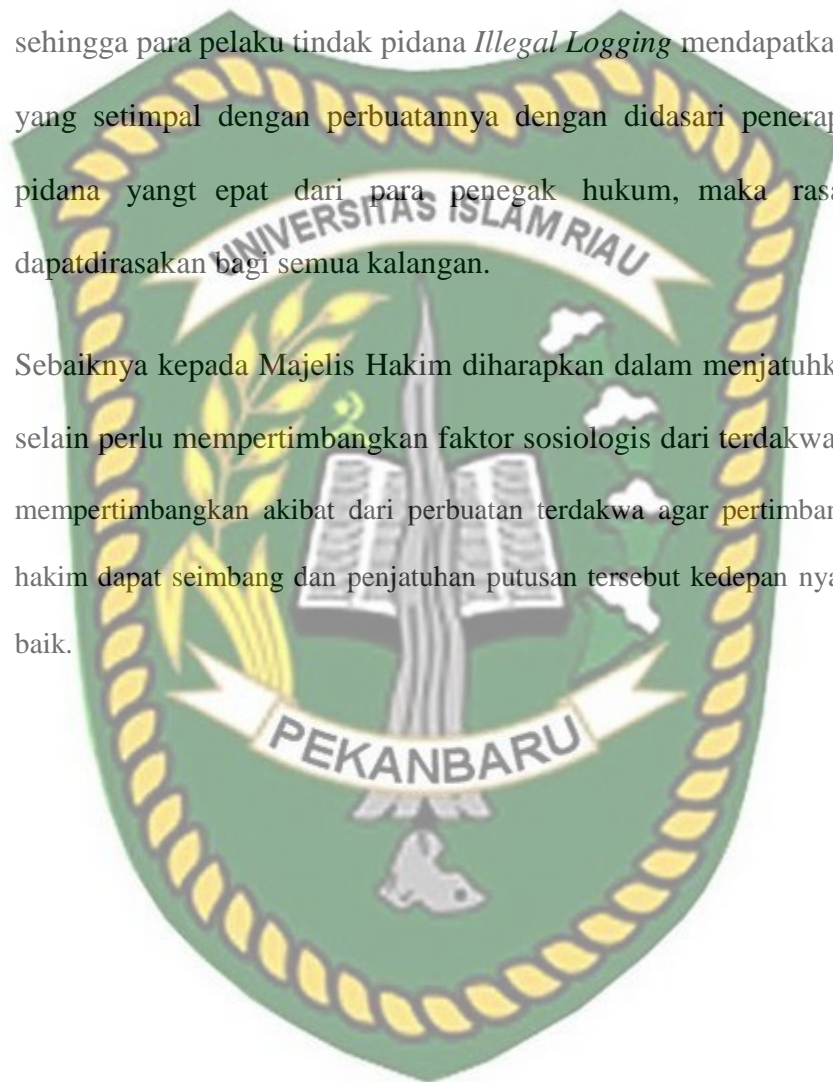 sehingga para pelaku tindak pidana Illegal Logging mendapatka
yang setimpal dengan perbuatannya dengan didasari penerap
pidana yangt epat dari para penegak hukum, maka rasa
UNIVERSITAS ISLAM RIAU
dapatdirasakan bagi semua kalangan.
Sebaiknya kepada Majelis Hakim diharapkan dalam menjatuhk
selain perlu mempertimbangkan faktor sosiologis dari terdakwa
mempertimbangkan akibat dari perbuatan terdakwa agar pertimban
hakim dapat seimbang dan penjatuhan putusan tersebut kedepan nya
baik.
PEKANBARU